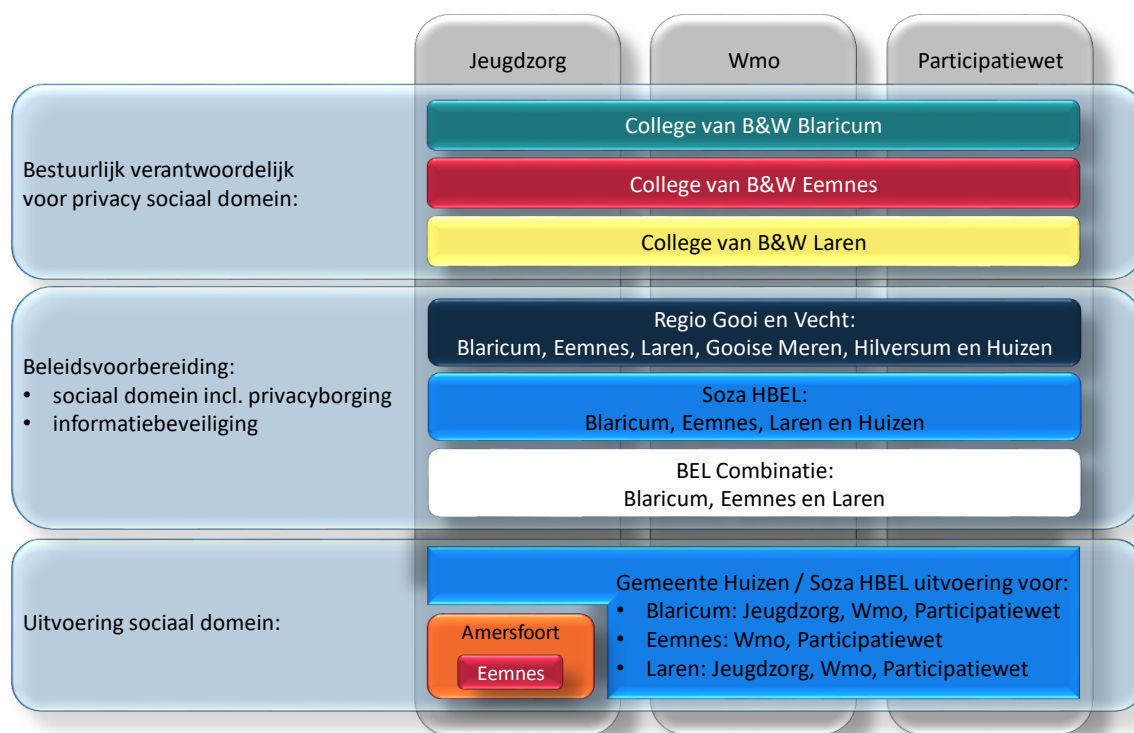 Jeugdzorg
Wmo
Participatiewet
Bestuurlijk verantwoordelijk
voor privacy sociaal domein:
College van B&W Blaricum
College van B&W Eemnes
College van B&W Laren
Beleidsvoorbereiding:
• sociaal domein incl. privacyborging
• informatiebeveiliging
Regio Gooi en Vecht:
Blaricum, Eemnes, Laren, Gooise Meren, Hilversum en Huizen
Soza HBEL:
Blaricum, Eemnes, Laren en Huizen
BEL Combinatie:
Blaricum, Eemnes en Laren
Uitvoering sociaal domein:
Gemeente Huizen / Soza HBEL uitvoering voor:
• Blaricum: Jeugdzorg, Wmo, Participatiewet
• Eemnes: Wmo, Participatiewet
• Laren: Jeugdzorg, Wmo, Participatiewet
Amersfoort
Eemnes